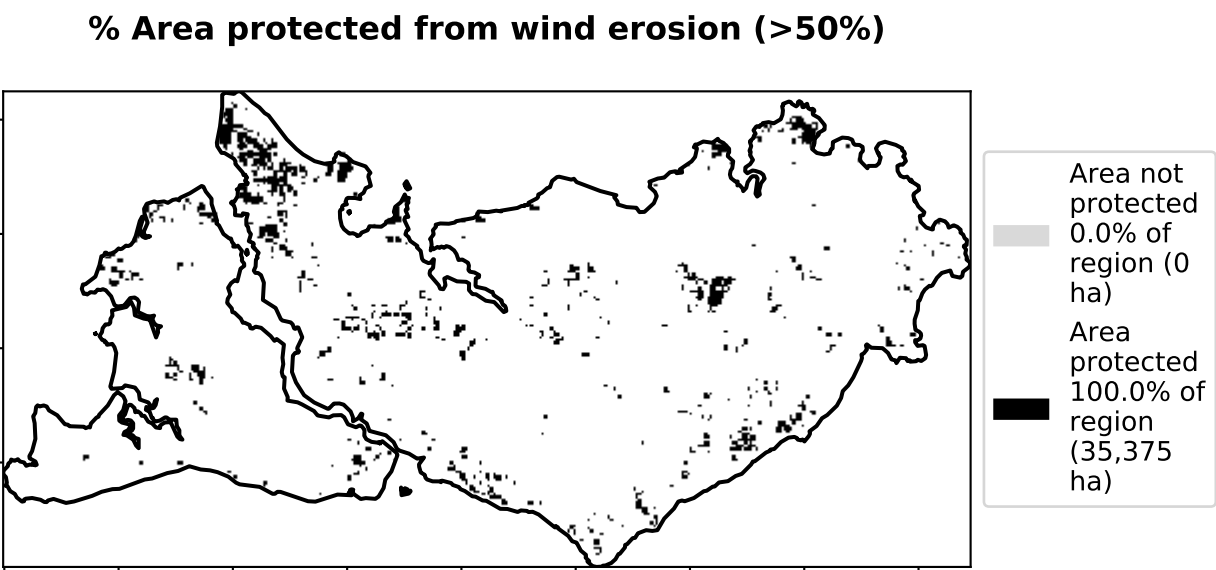 % Area protected from wind erosion (>50%)
Area not
protected
0.0% of
region (0
ha)
Area
protected
100.0% of
region
(35,375
ha)